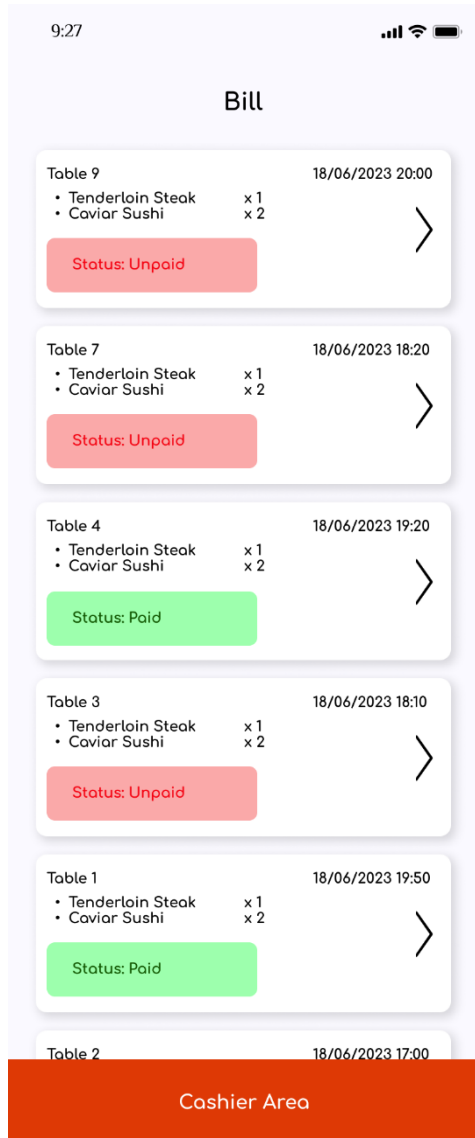 9:27
Bill
Table 9 18/06/2023 20:00
• Tenderloin Steak x 1
• Caviar Sushi x 2
Status: Unpaid
Table 7 18/06/2023 18:20
• Tenderloin Steak x 1
• Caviar Sushi x 2
Status: Unpaid
Table 4 18/06/2023 19:20
• Tenderloin Steak x 1
• Caviar Sushi x 2
Status: Paid
Table 3 18/06/2023 18:10
• Tenderloin Steak x 1
• Caviar Sushi x 2
Status: Unpaid
Table 1 18/06/2023 19:50
• Tenderloin Steak x 1
• Caviar Sushi x 2
Status: Paid
Table 2 18/06/2023 17:00
Cashier Area